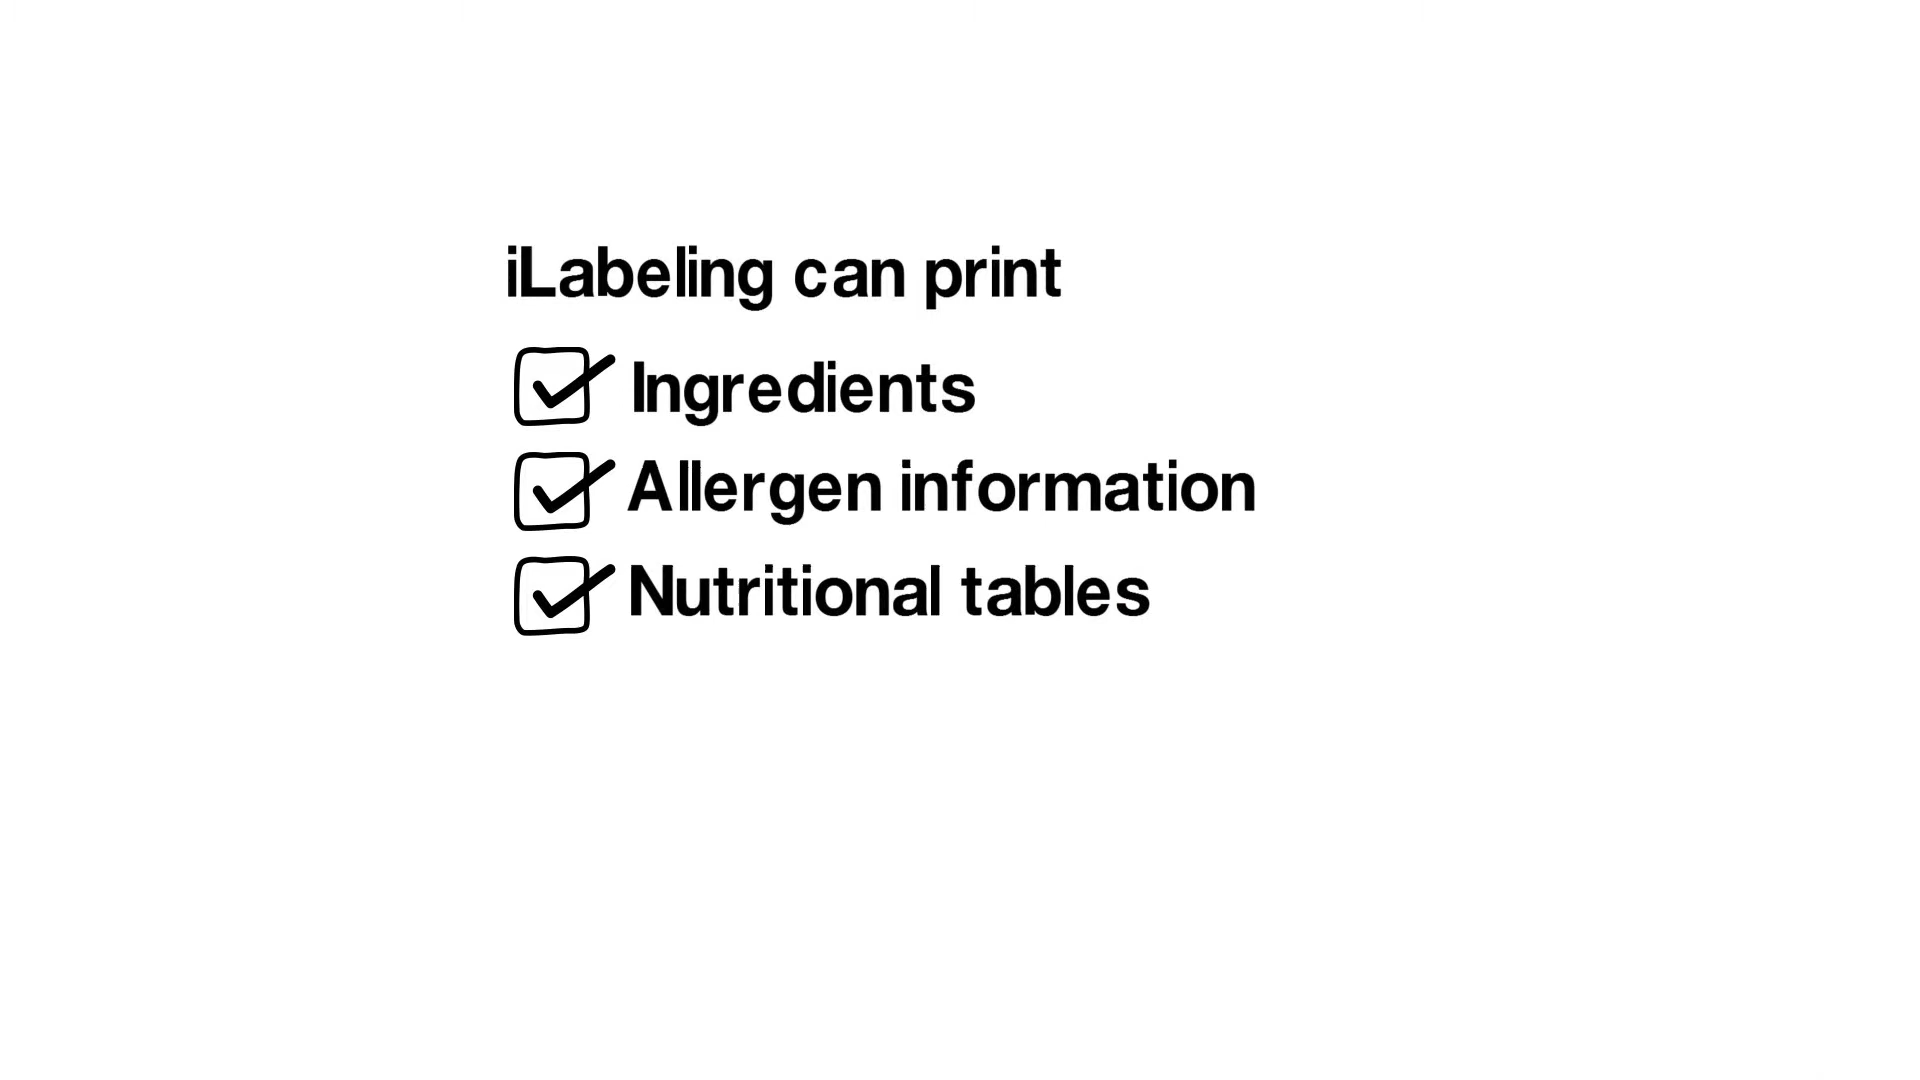 iLabeling can print
Ingredients
Allergen information
Nutritional tables